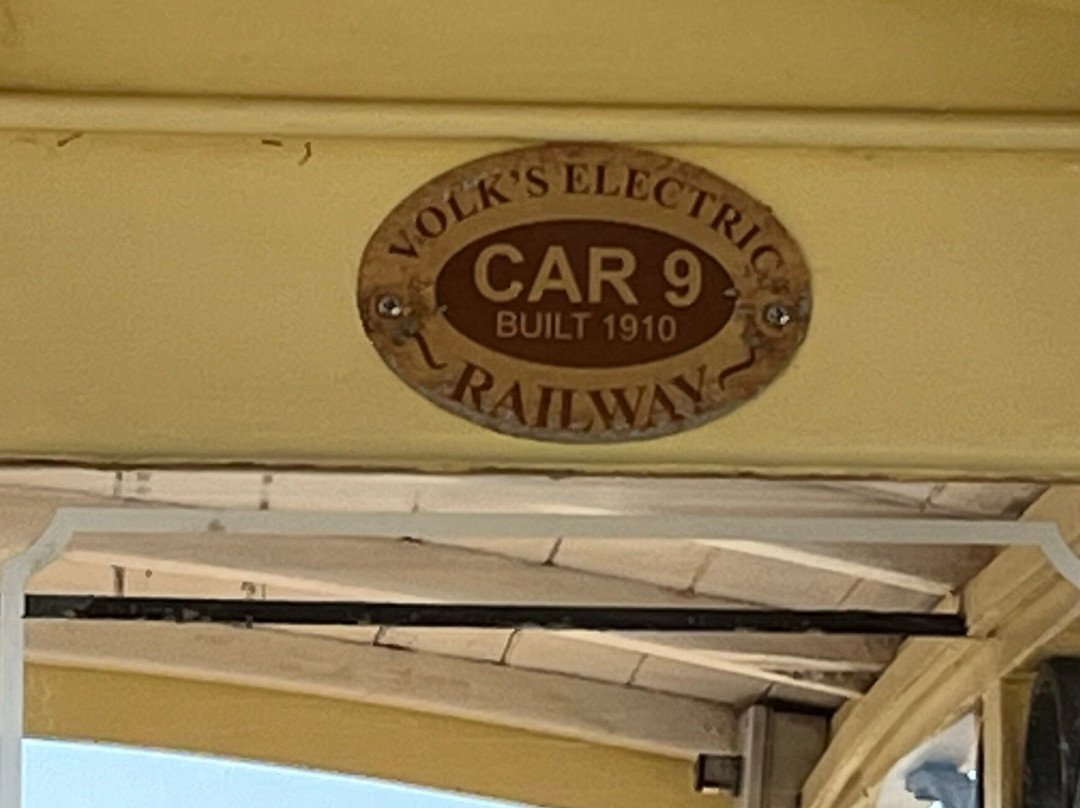 VOLK'S ELECTRIC
CAR 9
BUILT 1910
~ RAILWAY ~